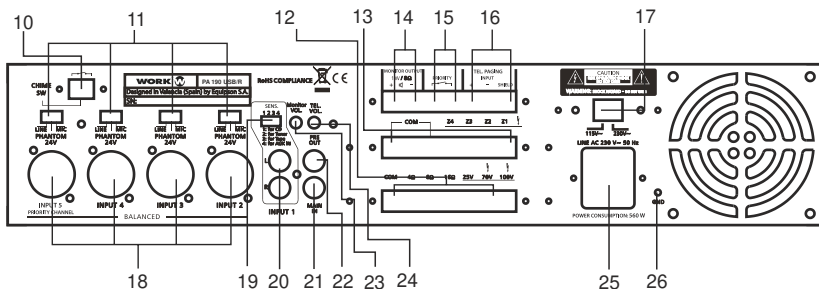 10
11
12
13
14
15
16
17
CHIME
SW
WORK W PA 190 USB/R
Designed in Valencia (Spain) by Equipson S.A.
SN:
RoHS COMPLIANCE
CE
MONITOR OUTPUT
PRIORITY
TEL. PAGING
INPUT
+ - SHIELD
CAUTION
LINE MIC
PHANTOM
24V
LINE MIC
PHANTOM
24V
LINE MIC
PHANTOM
24V
LINE MIC
PHANTOM
24V
SENS.
1 2 3 4
Monitor
VOL.
TEL.
VOL.
L
R
PRE
OUT
MAIN
IN
INPUT 1
COM Z4 Z3 Z2 Z1
COM 4Ω 8Ω 16Ω 25V 70V 100V
115V~ 230V~
LINE AC 230 V~ 50 Hz
GND
POWER CONSUMPTION: 560 W
INPUT 5
PRIORITY CHANNEL
INPUT 4
INPUT 3
INPUT 2
BALANCED
18
19
20
21
22
23
24
25
26